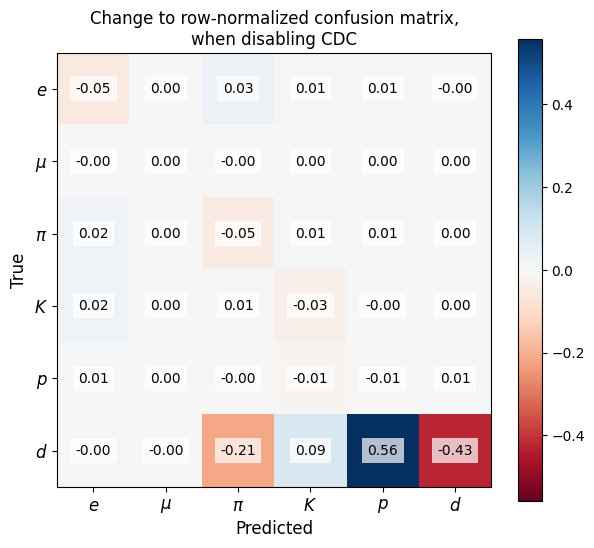 Change to row-normalized confusion matrix,
when disabling CDC
e -0.05 0.00 0.03 0.01 0.01 -0.00
μ -0.00 0.00 -0.00 0.00 0.00 0.00
π 0.02 0.00 -0.05 0.01 0.01 0.00
K 0.02 0.00 0.01 -0.03 -0.00 0.00
p 0.01 0.00 -0.00 -0.01 -0.01 0.01
d -0.00 -0.00 -0.21 0.09 0.56 -0.43
e μ π K p d
Predicted
True
0.4
0.2
0.0
−0.2
−0.4